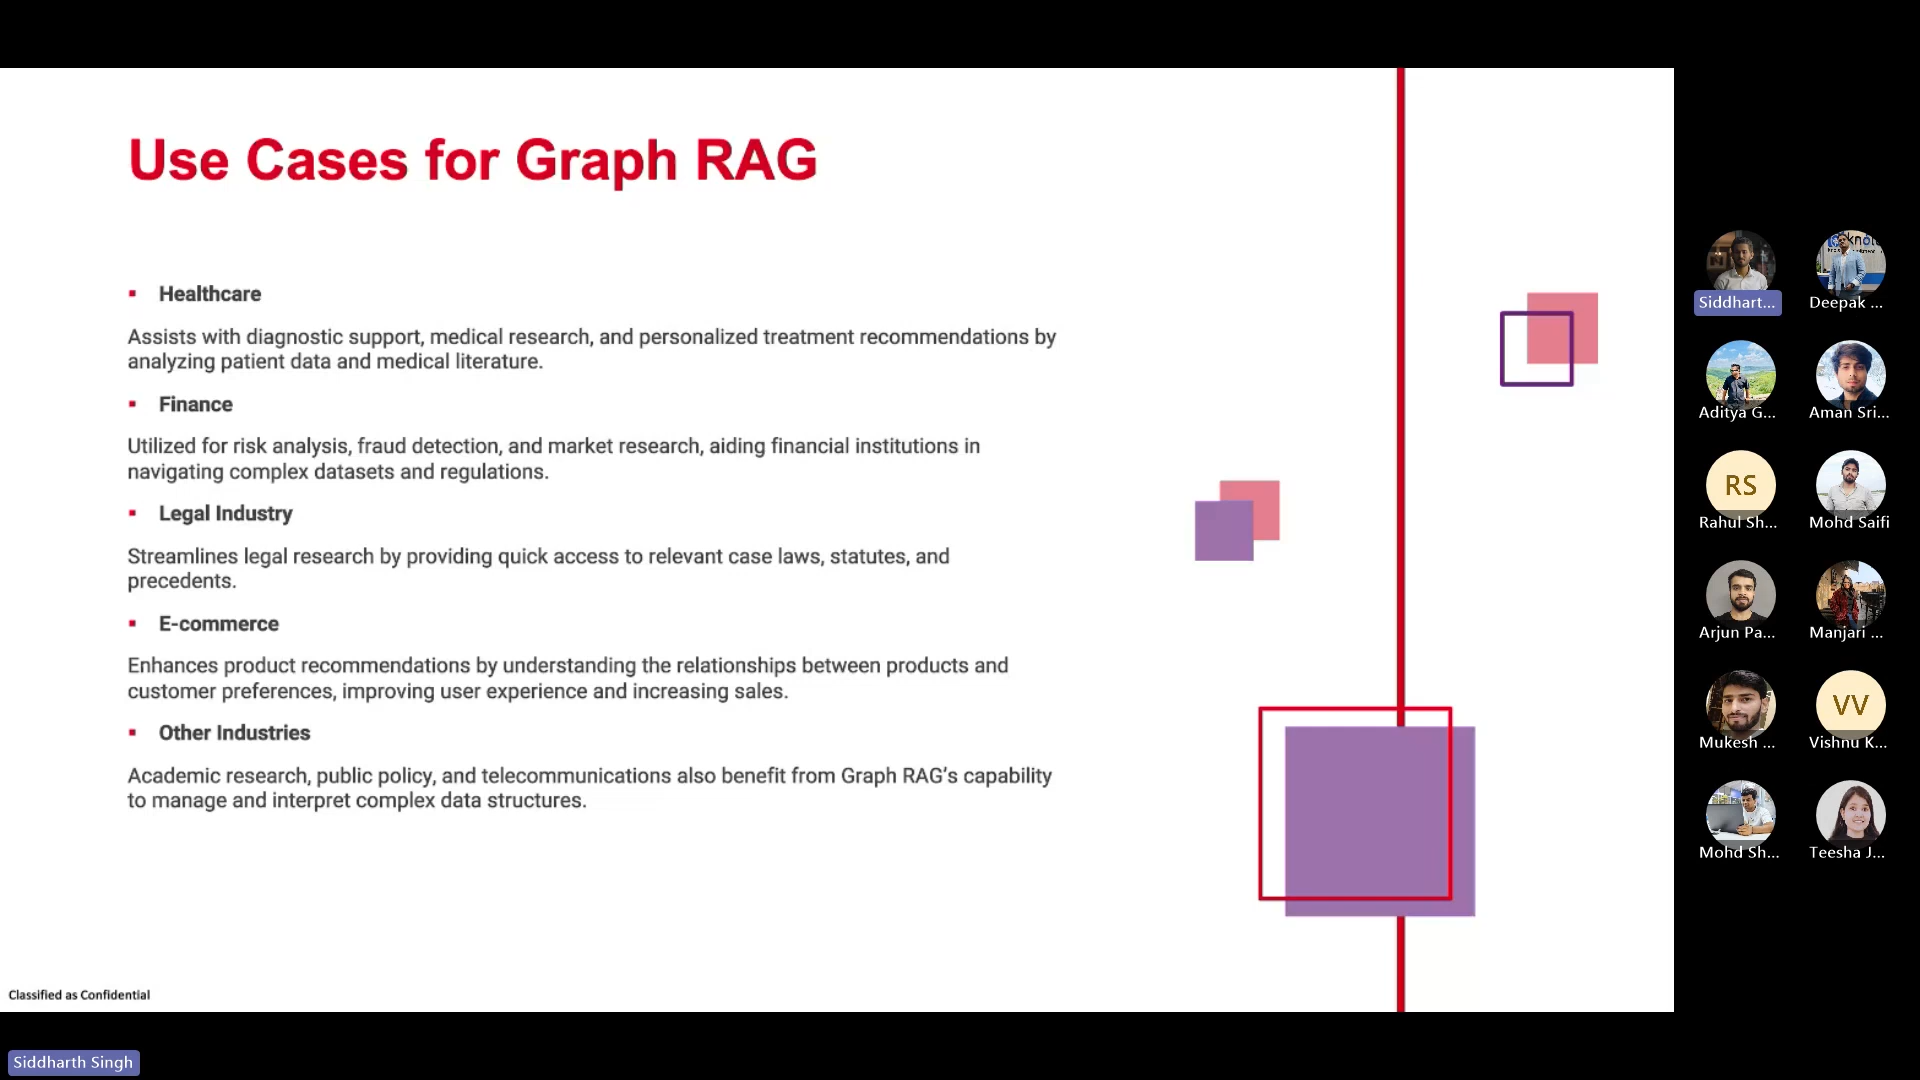 Use Cases for Graph RAG
▪ Healthcare
Assists with diagnostic support, medical research, and personalized treatment recommendations by
analyzing patient data and medical literature.
▪ Finance
Utilized for risk analysis, fraud detection, and market research, aiding financial institutions in
navigating complex datasets and regulations.
▪ Legal Industry
Streamlines legal research by providing quick access to relevant case laws, statutes, and
precedents.
▪ E-commerce
Enhances product recommendations by understanding the relationships between products and
customer preferences, improving user experience and increasing sales.
▪ Other Industries
Academic research, public policy, and telecommunications also benefit from Graph RAG’s capability
to manage and interpret complex data structures.
Classified as Confidential
Siddhart...
Deepak ...
Aditya G...
Aman Sri...
RS
Rahul Sh...
Mohd Saifi
Arjun Pa...
Manjari ...
Mukesh ...
VV
Vishnu K...
Mohd Sh...
Teesha J...
Siddharth Singh